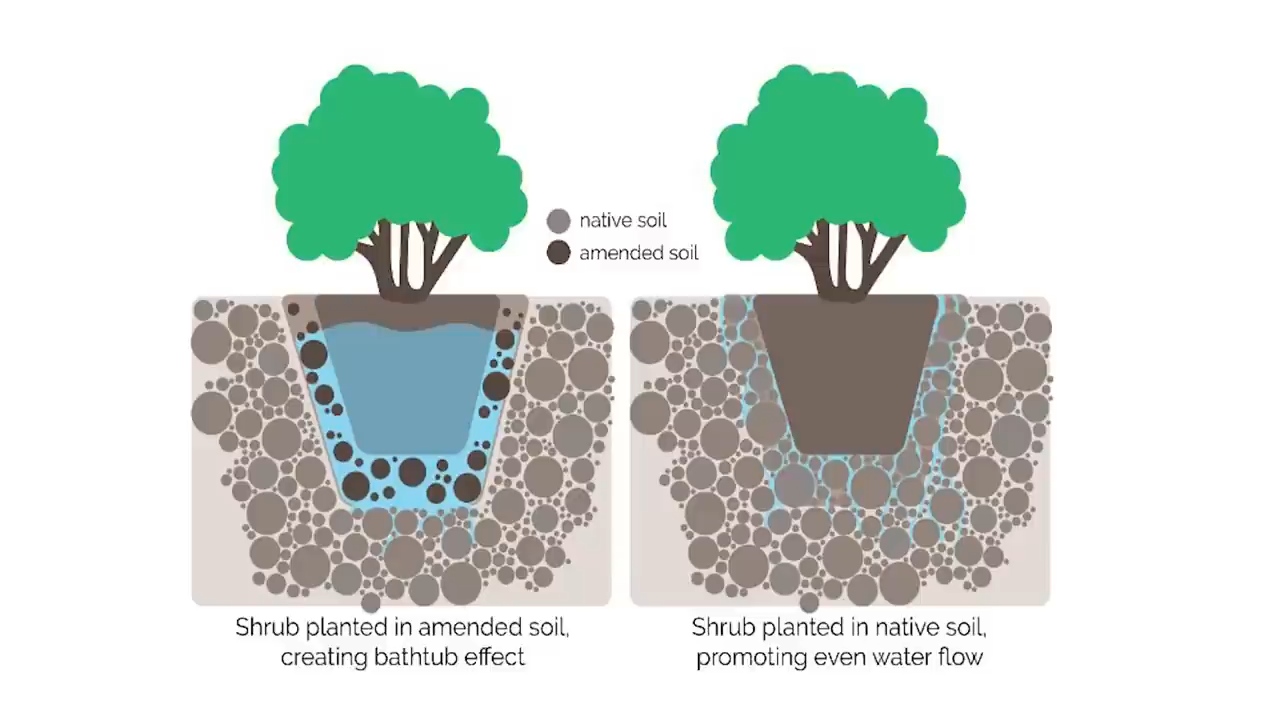 native soil
amended soil
Shrub planted in amended soil,
creating bathtub effect
Shrub planted in native soil,
promoting even water flow